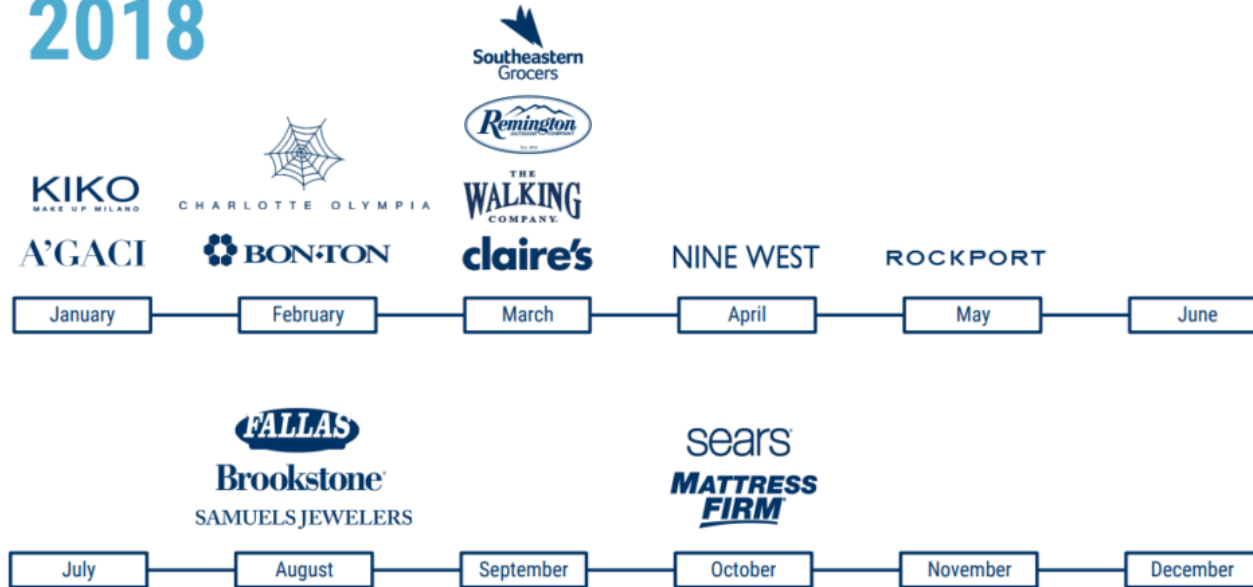 2018
Southeastern
Grocers
Remington
OUTDOOR COMPANY
THE
WALKING
COMPANY.
KIKO
MAKE UP MILANO
CHARLOTTE OLYMPIA
A'GACI
BON•TON
claire's
NINE WEST
ROCKPORT
January
February
March
April
May
June
FALLAS
Brookstone
SAMUELS JEWELERS
sears
MATTRESS
FIRM
July
August
September
October
November
December